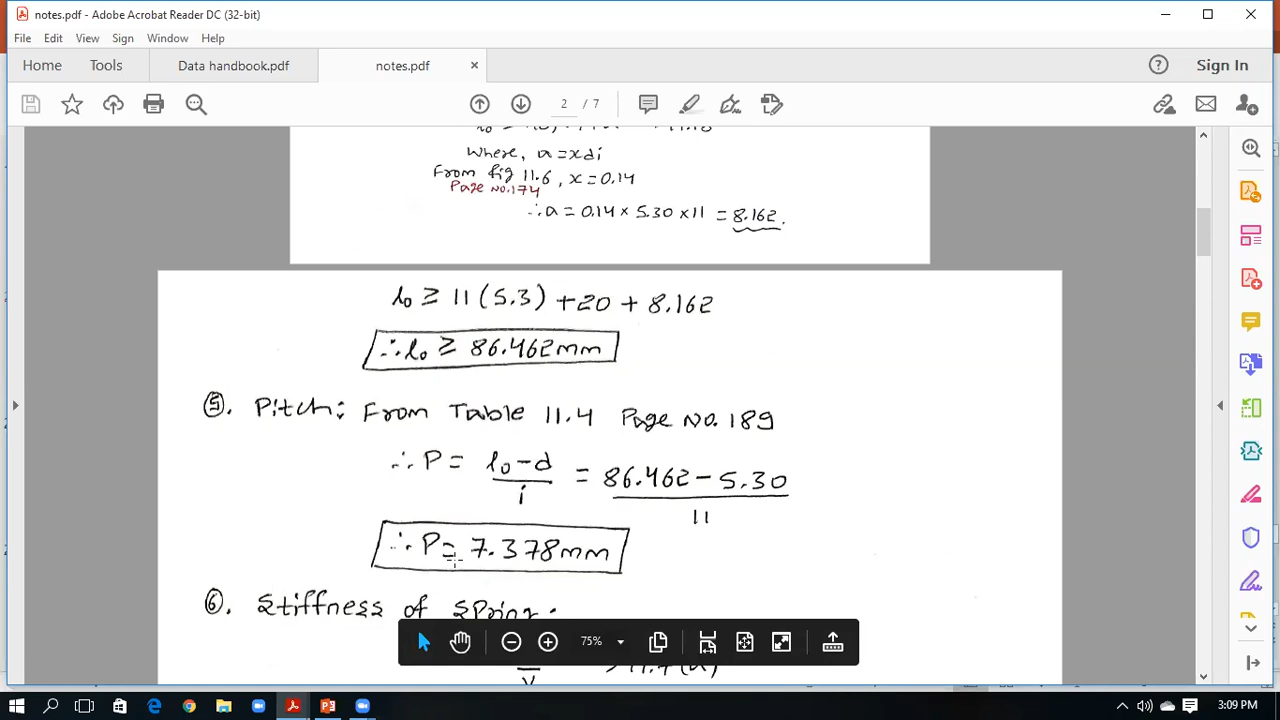 notes.pdf - Adobe Acrobat Reader DC (32-bit)
File Edit View Sign Window Help
Home Tools Data handbook.pdf notes.pdf × ? Sign In
2 / 7
Where, a = xdi
From fig 11.6, x = 0.14
Page No.174
∴a = 0.14 × 5.30 × 11 = 8.162.
l₀ ≥ 11(5.3) + 20 + 8.162
∴l₀ ≥ 86.462mm
⑤. Pitch: From Table 11.4 Page No. 189
∴P = l₀-d / i = 86.462 - 5.30 / 11
∴P = 7.378mm
⑥. Stiffness of Spring:
75%
3:09 PM